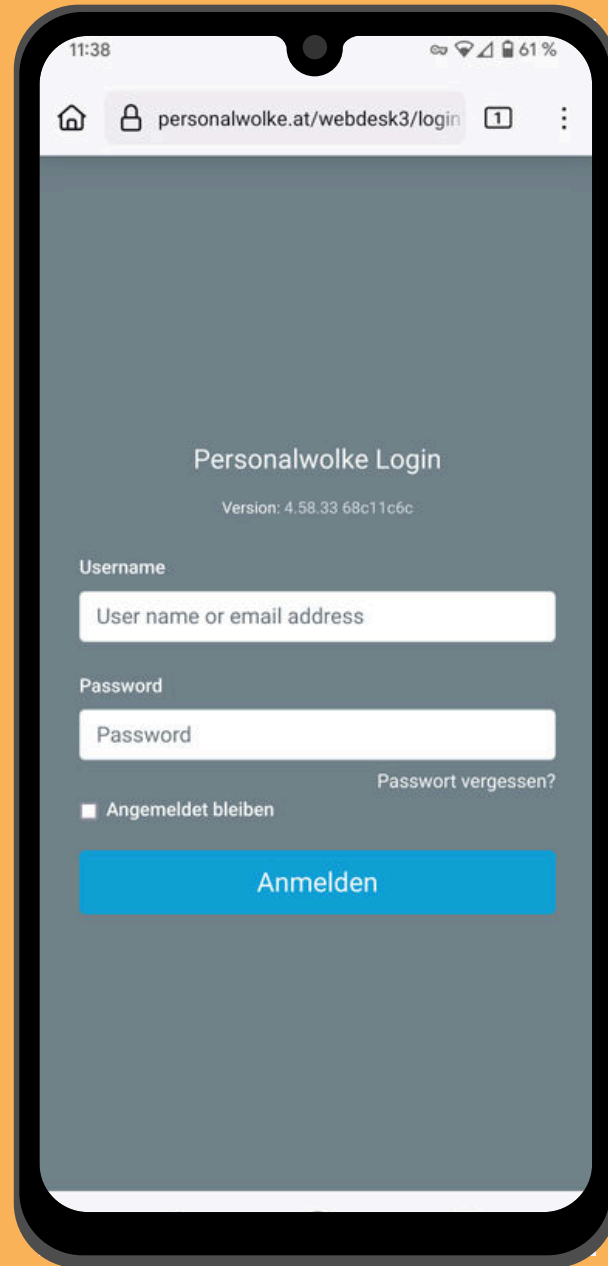 11:38 61 %
personalwolke.at/webdesk3/login 1
Personalwolke Login
Version: 4.58.33 68c11c6c
Username
User name or email address
Password
Password
Passwort vergessen?
Angemeldet bleiben
Anmelden